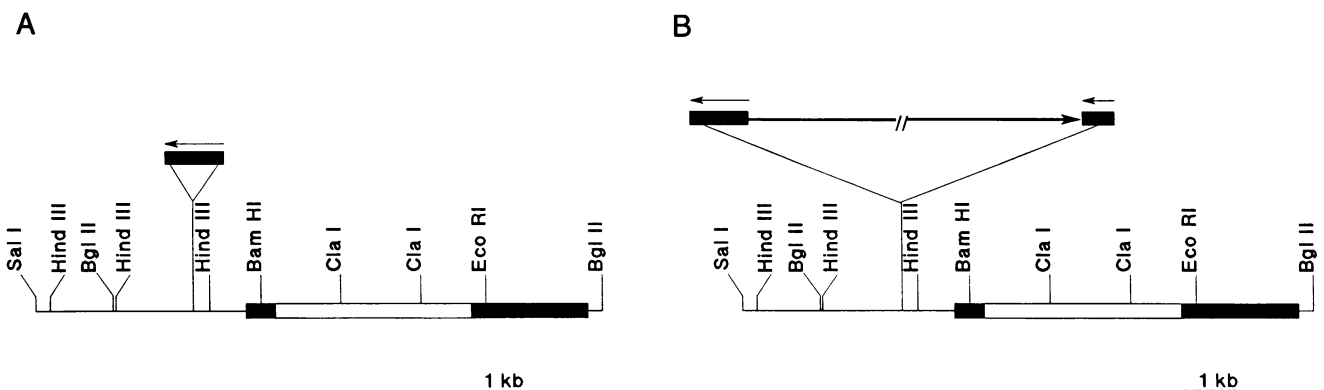 A
B
//
Sal I
Hind III
Bgl II
Hind III
Hind III
Bam HI
Cla I
Cla I
Eco RI
Bgl II
1 kb
Sal I
Hind III
Bgl II
Hind III
Hind III
Bam HI
Cla I
Cla I
Eco RI
Bgl II
1 kb